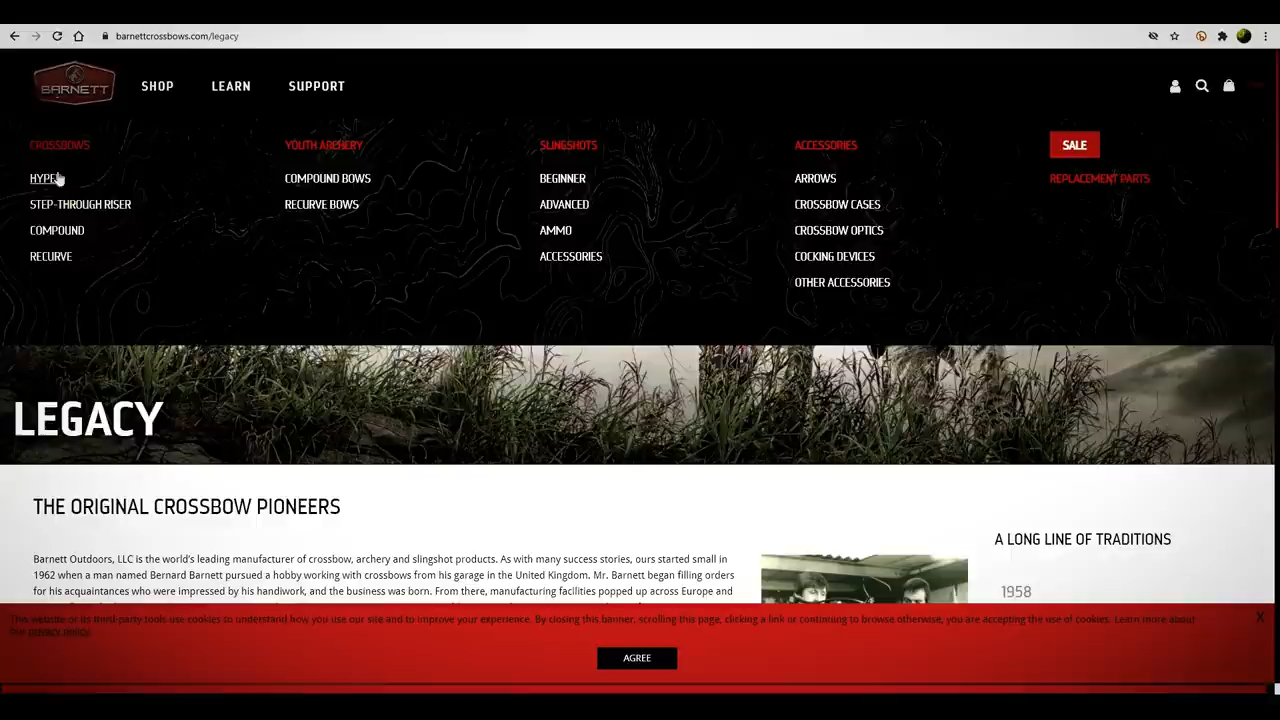 barnettcrossbows.com/legacy
BARNETT
SHOP
LEARN
SUPPORT
CROSSBOWS
HYPE
STEP-THROUGH RISER
COMPOUND
RECURVE
YOUTH ARCHERY
COMPOUND BOWS
RECURVE BOWS
SLINGSHOTS
BEGINNER
ADVANCED
AMMO
ACCESSORIES
ACCESSORIES
ARROWS
CROSSBOW CASES
CROSSBOW OPTICS
COCKING DEVICES
OTHER ACCESSORIES
SALE
REPLACEMENT PARTS
LEGACY
THE ORIGINAL CROSSBOW PIONEERS
Barnett Outdoors, LLC is the world's leading manufacturer of crossbow, archery and slingshot products. As with many success stories, ours started small in
1962 when a man named Bernard Barnett pursued a hobby working with crossbows from his garage in the United Kingdom. Mr. Barnett began filling orders
for his acquaintances who were impressed by his handiwork, and the business was born. From there, manufacturing facilities popped up across Europe and
A LONG LINE OF TRADITIONS
1958
This website or its third-party tools use cookies to understand how you use our site and to improve your experience. By closing this banner, scrolling this page, clicking a link or continuing to browse otherwise, you are accepting the use of cookies. Learn more about
our privacy policy.
X
AGREE